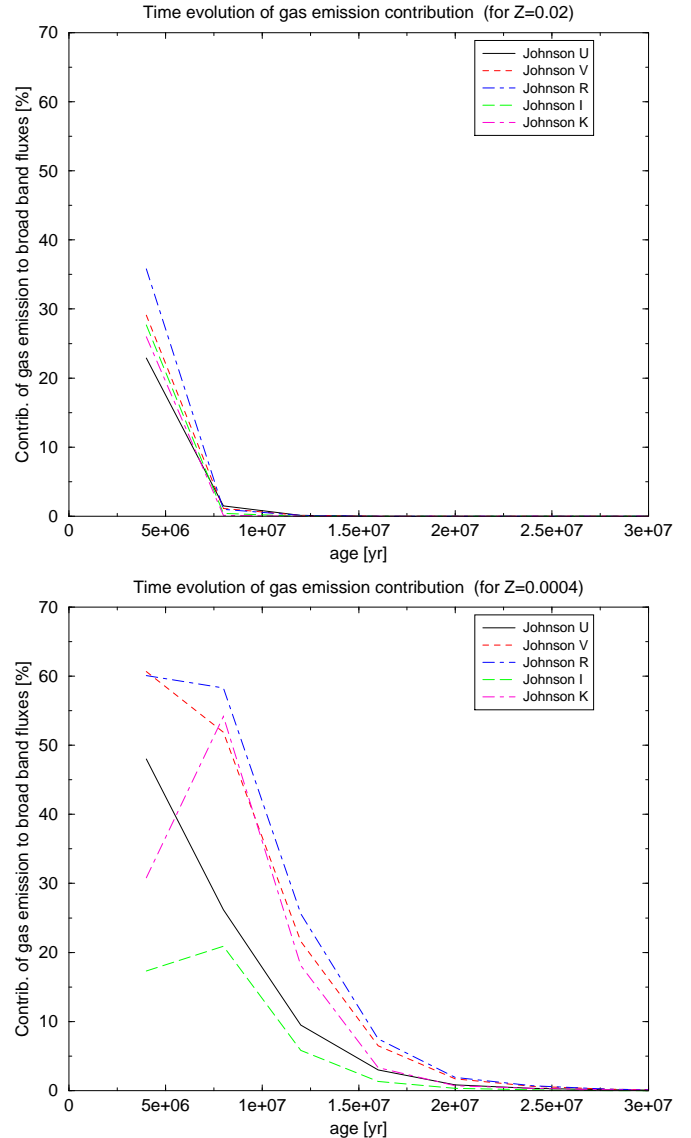 Time evolution of gas emission contribution (for Z=0.02)
Contrib. of gas emission to broad band fluxes [%]
70
60
50
40
30
20
10
0
Johnson U
Johnson V
Johnson R
Johnson I
Johnson K
0 5e+06 1e+07 1.5e+07 2e+07 2.5e+07 3e+07
age [yr]
Time evolution of gas emission contribution (for Z=0.0004)
Contrib. of gas emission to broad band fluxes [%]
70
60
50
40
30
20
10
0
Johnson U
Johnson V
Johnson R
Johnson I
Johnson K
0 5e+06 1e+07 1.5e+07 2e+07 2.5e+07 3e+07
age [yr]